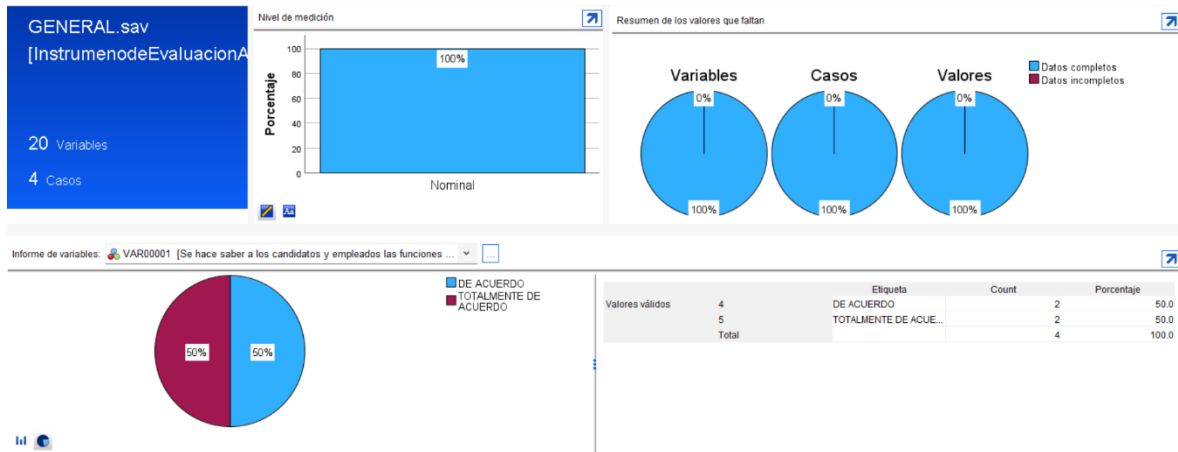 GENERAL.sav
[InstrumenodeEvaluacionA
20 Variables
4 Casos
Nivel de medición
Porcentaje
100
80
60
40
20
0
100%
Nominal
Aa
Resumen de los valores que faltan
Variables
Casos
Valores
0%
0%
0%
100%
100%
100%
Datos completos
Datos incompletos
Informe de variables: VAR00001 [Se hace saber a los candidatos y empleados las funciones ...
...
50%
50%
DE ACUERDO
TOTALMENTE DE
ACUERDO
Etiqueta Count Porcentaje
Valores válidos 4 DE ACUERDO 2 50.0
5 TOTALMENTE DE ACUE... 2 50.0
Total 4 100.0